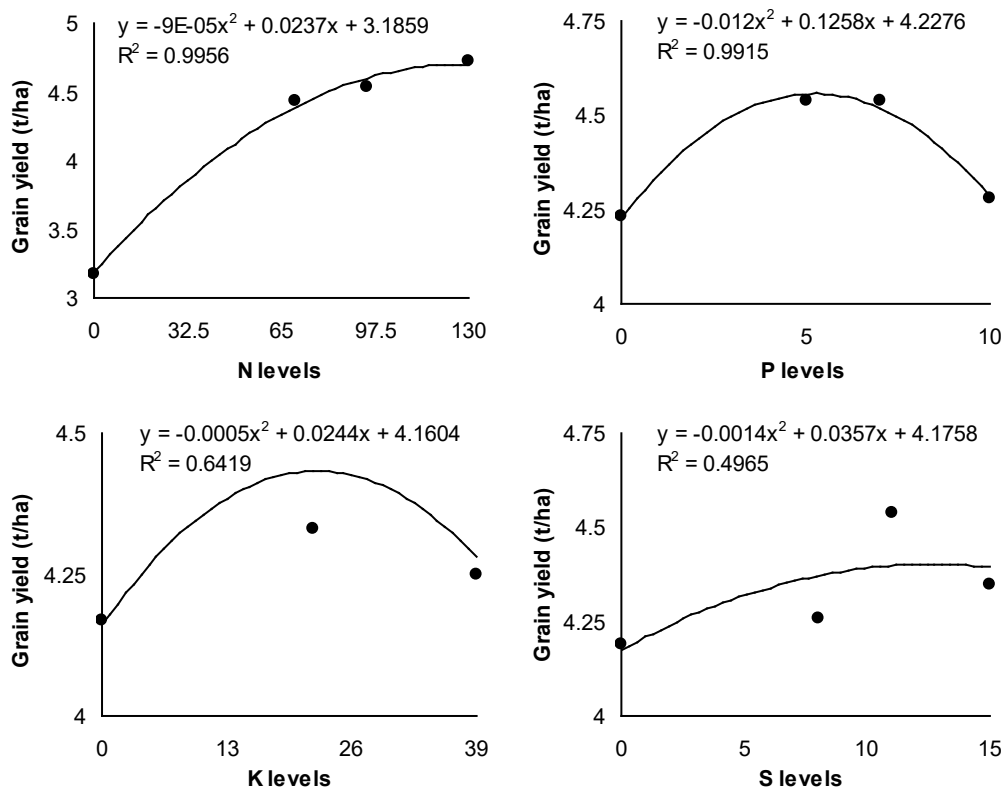 y = -9E-05x² + 0.0237x + 3.1859
R² = 0.9956
5
4.5
4
3.5
3
Grain yield (t/ha)
0 32.5 65 97.5 130
N levels
y = -0.012x² + 0.1258x + 4.2276
R² = 0.9915
4.75
4.5
4.25
4
Grain yield (t/ha)
0 5 10
P levels
y = -0.0005x² + 0.0244x + 4.1604
R² = 0.6419
4.5
4.25
4
Grain yield (t/ha)
0 13 26 39
K levels
y = -0.0014x² + 0.0357x + 4.1758
R² = 0.4965
4.75
4.5
4.25
4
Grain yield (t/ha)
0 5 10 15
S levels